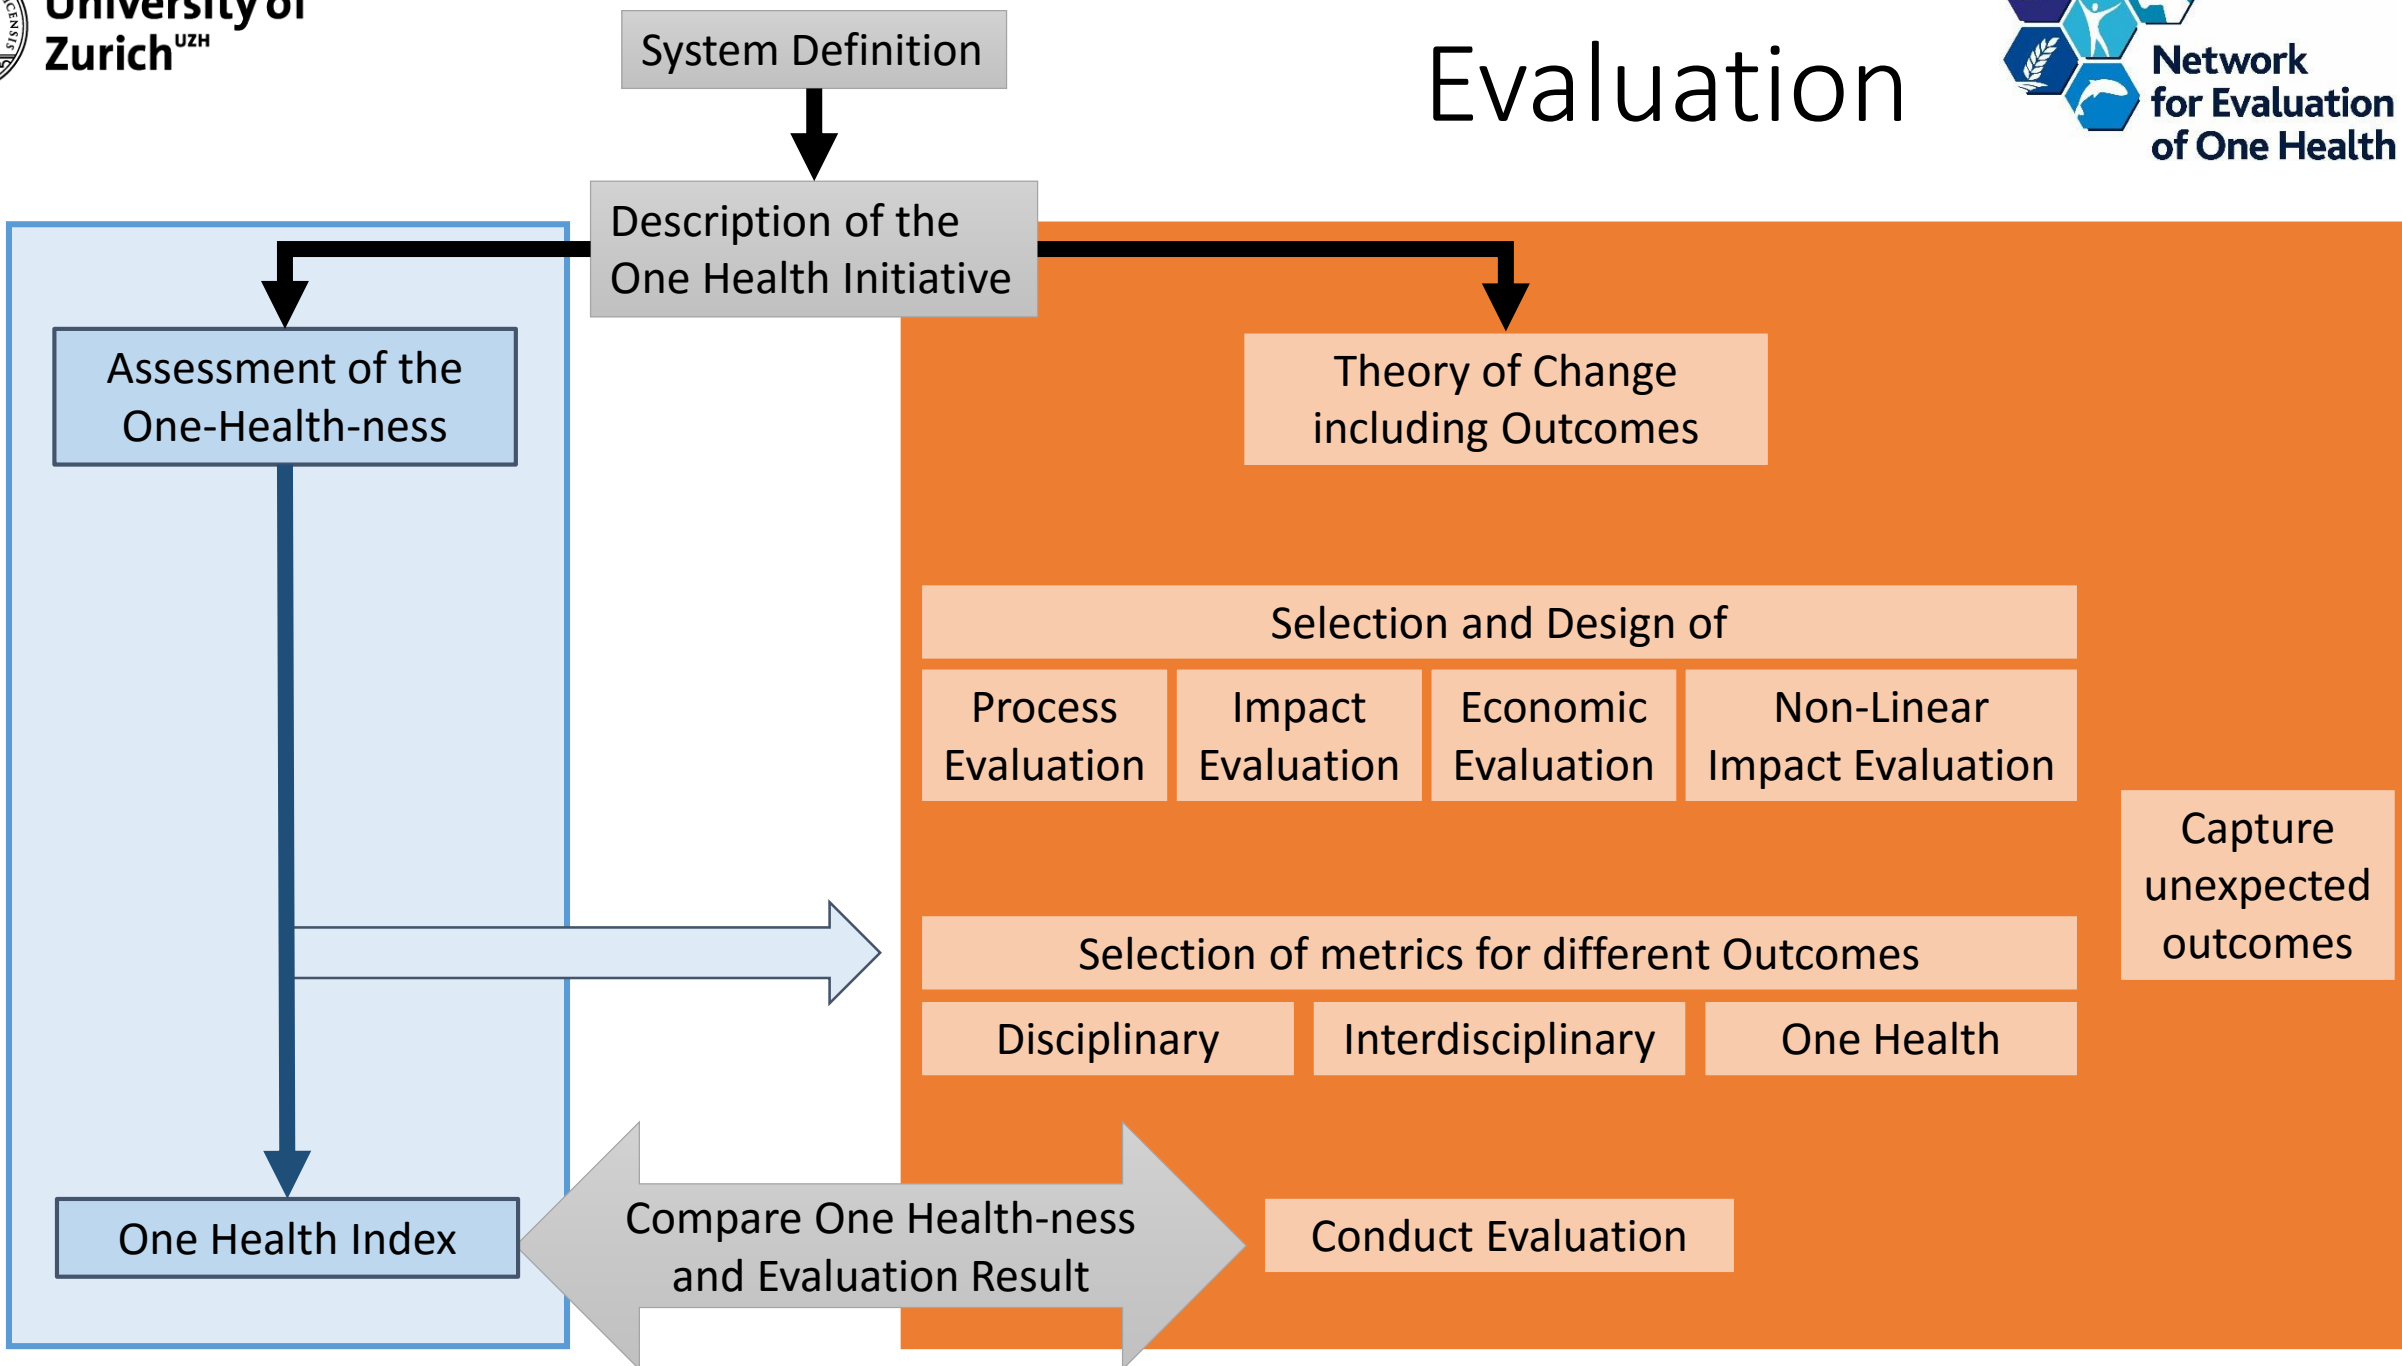 University of
Zurich UZH
System Definition
Evaluation
Network
for Evaluation
of One Health
Description of the
One Health Initiative
Assessment of the
One-Health-ness
Theory of Change
including Outcomes
Selection and Design of
Process
Evaluation
Impact
Evaluation
Economic
Evaluation
Non-Linear
Impact Evaluation
Capture
unexpected
outcomes
Selection of metrics for different Outcomes
Disciplinary
Interdisciplinary
One Health
One Health Index
Compare One Health-ness
and Evaluation Result
Conduct Evaluation